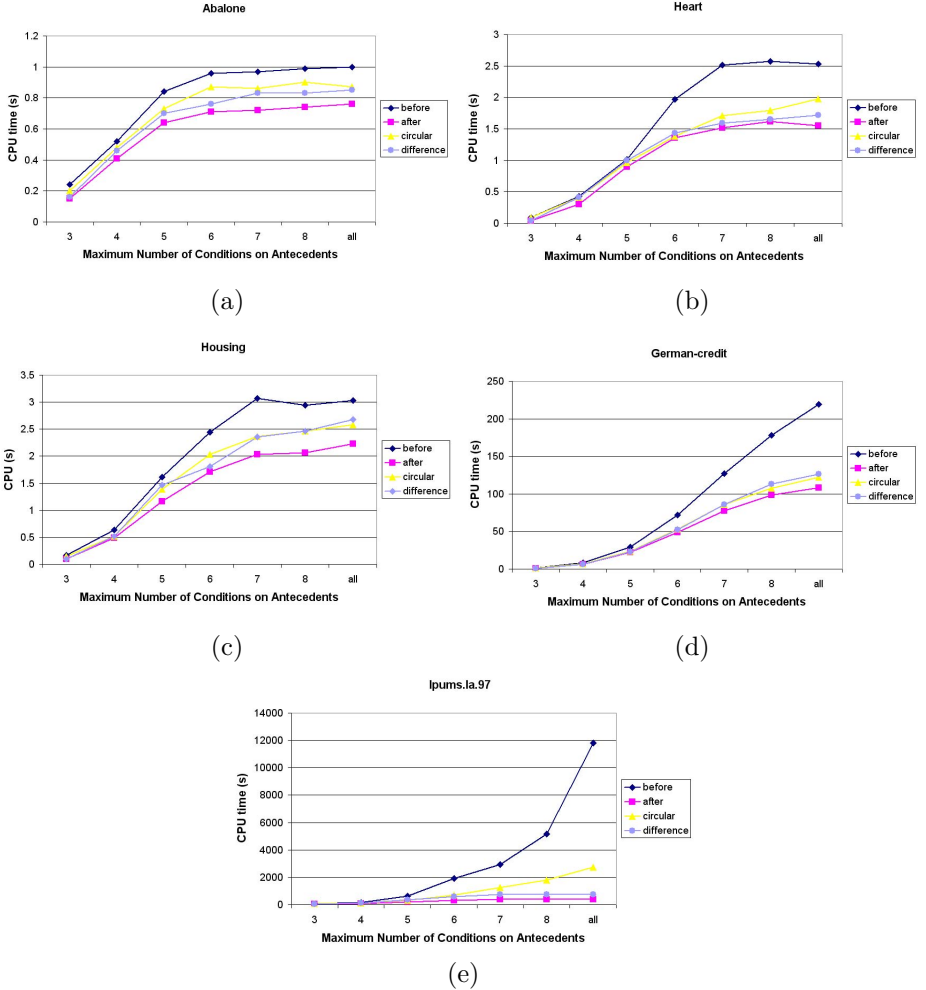 Abalone
1.2
1
0.8
0.6
0.4
0.2
0
CPU time (s)
3 4 5 6 7 8 all
Maximum Number of Conditions on Antecedents
before
after
circular
difference
(a)
Heart
3
2.5
2
1.5
1
0.5
0
CPU time (s)
3 4 5 6 7 8 all
Maximum Number of Conditions on Antecedents
before
after
circular
difference
(b)
Housing
3.5
3
2.5
2
1.5
1
0.5
0
CPU (s)
3 4 5 6 7 8 all
Maximum Number of Conditions on Antecedents
before
after
circular
difference
(c)
German-credit
250
200
150
100
50
0
CPU time (s)
3 4 5 6 7 8 all
Maximum Number of Conditions on Antecedents
before
after
circular
difference
(d)
Ipums.la.97
14000
12000
10000
8000
6000
4000
2000
0
CPU time (s)
3 4 5 6 7 8 all
Maximum Number of Conditions on Antecedents
before
after
circular
difference
(e)